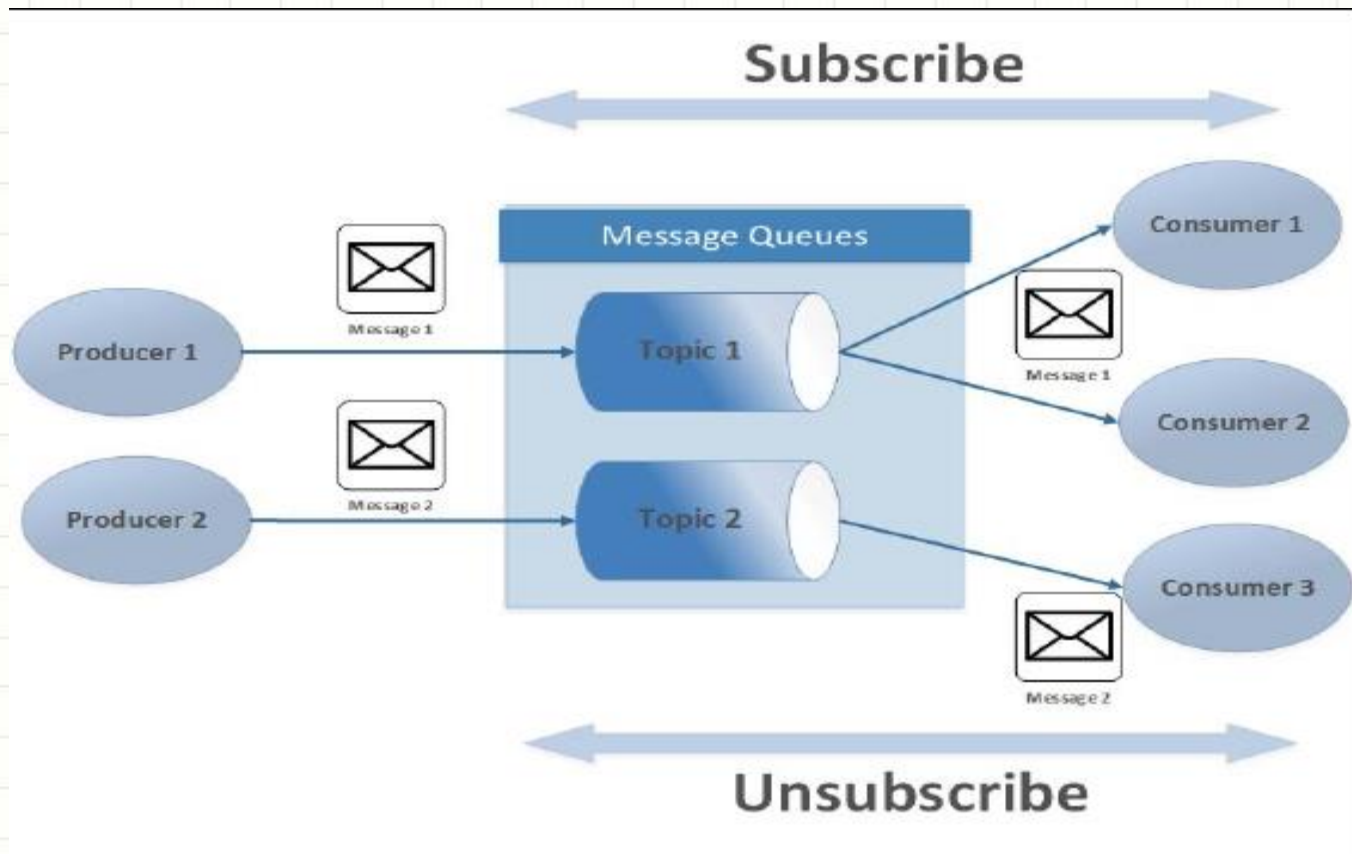 Subscribe
Message Queues
Consumer 1
Message 1
Producer 1
Topic 1
Message 1
Consumer 2
Message 2
Producer 2
Topic 2
Consumer 3
Message 2
Unsubscribe